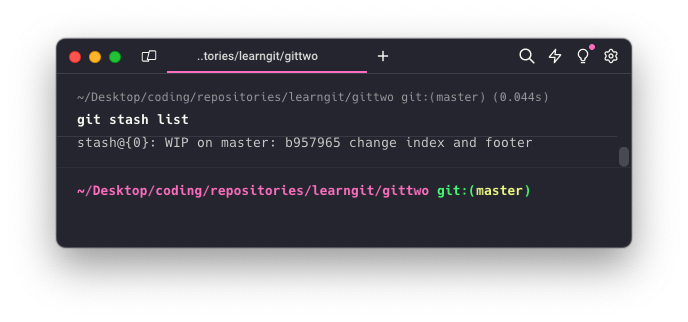 ..tories/learngit/gittwo
~/Desktop/coding/repositories/learngit/gittwo git:(master) (0.044s)
git stash list
stash@{0}: WIP on master: b957965 change index and footer
~/Desktop/coding/repositories/learngit/gittwo git:(master)